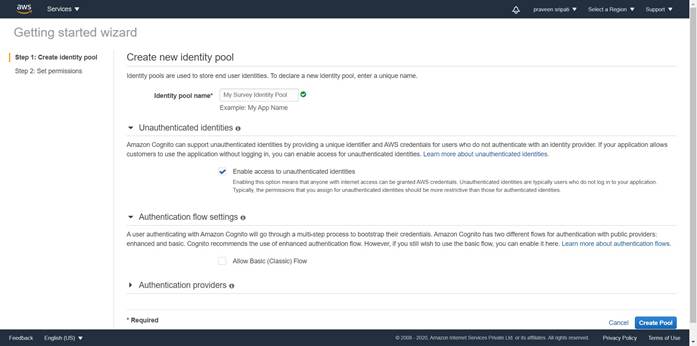 aws Services praveen sripati Select a Region Support
Getting started wizard
Step 1: Create identity pool
Step 2: Set permissions
Create new identity pool
Identity pools are used to store end user identities. To declare a new identity pool, enter a unique name.
Identity pool name* My Survey Identity Pool
Example: My App Name
Unauthenticated identities
Amazon Cognito can support unauthenticated identities by providing a unique identifier and AWS credentials for users who do not authenticate with an identity provider. If your application allows
customers to use the application without logging in, you can enable access for unauthenticated identities. Learn more about unauthenticated identities.
Enable access to unauthenticated identities
Enabling this option means that anyone with internet access can be granted AWS credentials. Unauthenticated identities are typically users who do not log in to your application.
Typically, the permissions that you assign for unauthenticated identities should be more restrictive than those for authenticated identities.
Authentication flow settings
A user authenticating with Amazon Cognito will go through a multi-step process to bootstrap their credentials. Amazon Cognito has two different flows for authentication with public providers:
enhanced and basic. Cognito recommends the use of enhanced authentication flow. However, if you still wish to use the basic flow, you can enable it here. Learn more about authentication flows.
Allow Basic (Classic) Flow
Authentication providers
* Required
Cancel Create Pool
Feedback English (US) © 2008 - 2020, Amazon Internet Services Private Ltd. or its affiliates. All rights reserved. Privacy Policy Terms of Use